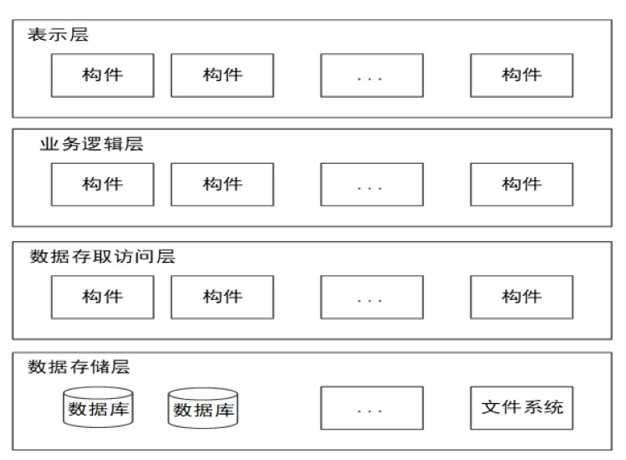 表示层
构件 构件 ... 构件
业务逻辑层
构件 构件 ... 构件
数据存取访问层
构件 构件 ... 构件
数据存储层
数据库 数据库 ... 文件系统